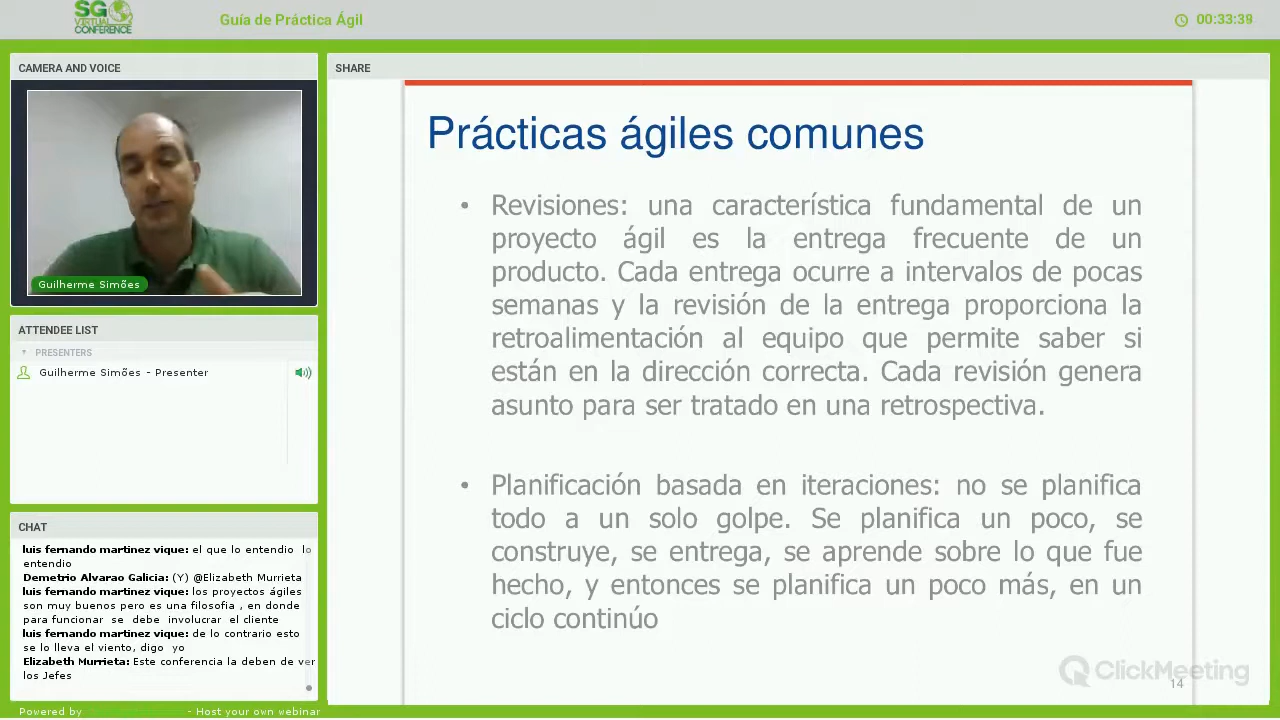 SG
VIRTUAL
CONFERENCE
Guía de Práctica Ágil
00:33:39
CAMERA AND VOICE
Guilherme Simões
ATTENDEE LIST
PRESENTERS
Guilherme Simões - Presenter
CHAT
luis fernando martinez vique: el que lo entendio lo
entendio
Demetrio Alvarao Galicia: (Y) @Elizabeth Murrieta
luis fernando martinez vique: los proyectos ágiles
son muy buenos pero es una filosofia , en donde
para funcionar se debe involucrar el cliente
luis fernando martinez vique: de lo contrario esto
se lo lleva el viento, digo yo
Elizabeth Murrieta: Este conferencia la deben de ver
los Jefes
Powered by
- Host your own webinar
SHARE
Prácticas ágiles comunes
• Revisiones: una característica fundamental de un
proyecto ágil es la entrega frecuente de un
producto. Cada entrega ocurre a intervalos de pocas
semanas y la revisión de la entrega proporciona la
retroalimentación al equipo que permite saber si
están en la dirección correcta. Cada revisión genera
asunto para ser tratado en una retrospectiva.
• Planificación basada en iteraciones: no se planifica
todo a un solo golpe. Se planifica un poco, se
construye, se entrega, se aprende sobre lo que fue
hecho, y entonces se planifica un poco más, en un
ciclo continúo
ClickMeeting
14